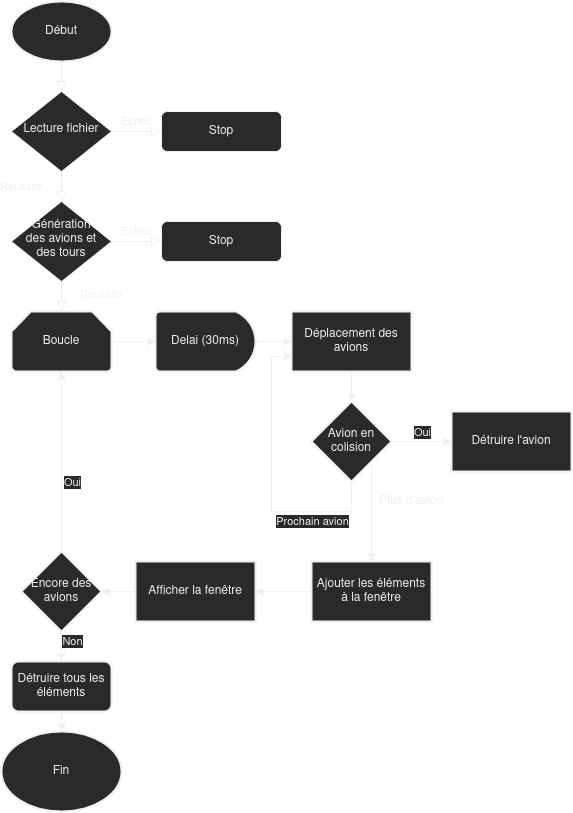 Début
Lecture fichier
Echec
Stop
Réussite
Génération
des avions et
des tours
Echec
Stop
Réussite
Boucle
Delai (30ms)
Déplacement des
avions
Avion en
colision
Oui
Détruire l'avion
Oui
Plus d'avion
Prochain avion
Encore des
avions
Afficher la fenêtre
Ajouter les éléments
à la fenêtre
Non
Détruire tous les
éléments
Fin